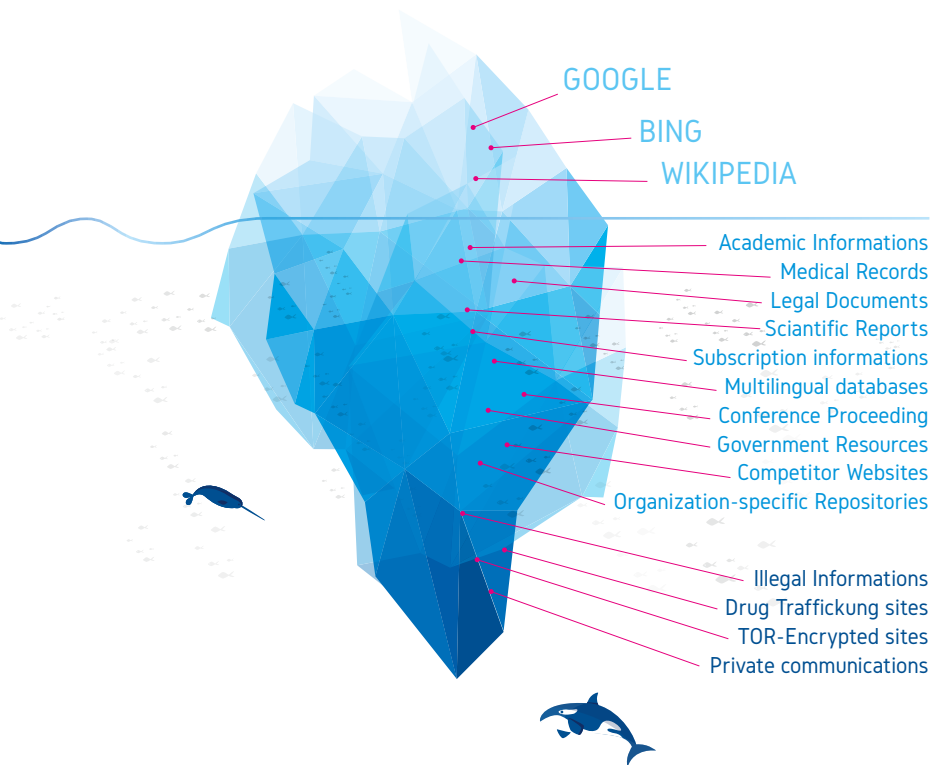 GOOGLE
BING
WIKIPEDIA
Academic Informations
Medical Records
Legal Documents
Scientific Reports
Subscription informations
Multilingual databases
Conference Proceeding
Government Resources
Competitor Websites
Organization-specific Repositories
Illegal Informations
Drug Traffickung sites
TOR-Encrypted sites
Private communications